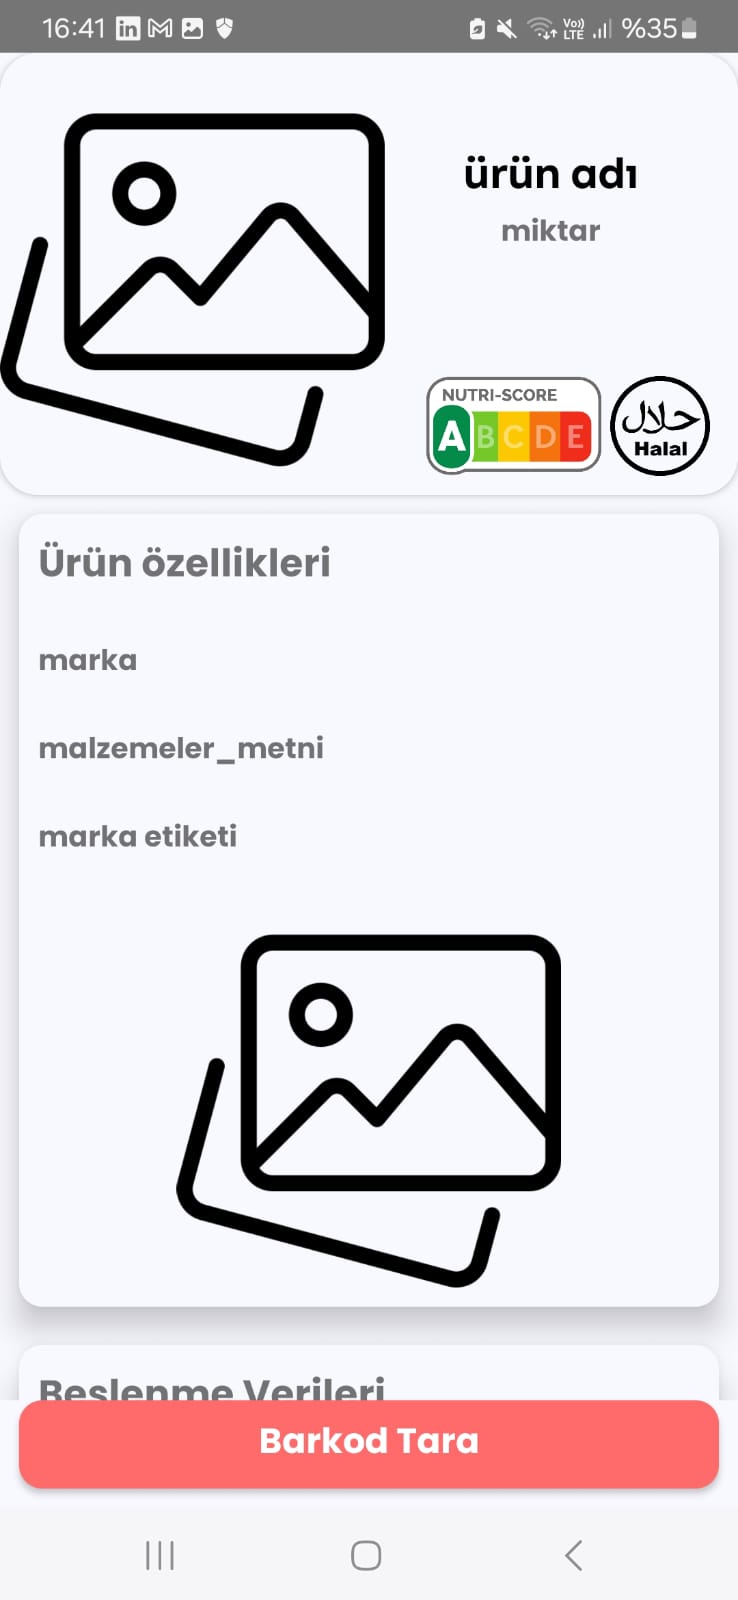 16:41
Vo))
LTE
%35
ürün adı
miktar
NUTRI-SCORE
A B C D E
حلال
Halal
Ürün özellikleri
marka
malzemeler_metni
marka etiketi
Beslenme Verileri
Barkod Tara